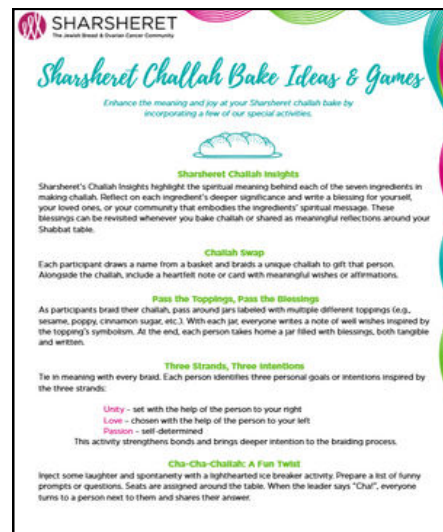 SHARSHERET
The Jewish Breast & Ovarian Cancer Community
Sharsheret Challah Bake Ideas & Games
Enhance the meaning and joy at your Sharsheret challah bake by
incorporating a few of our special activities.
Sharsheret Challah Insights
Sharsheret's Challah Insights highlight the spiritual meaning behind each of the seven ingredients in
making challah. Reflect on each ingredient's deeper significance and write a blessing for yourself,
your loved ones, or your community that embodies the ingredients' spiritual message. These
blessings can be revisited whenever you bake challah or shared as meaningful reflections around your
Shabbat table.
Challah Swap
Each participant draws a name from a basket and braids a unique challah to gift that person.
Alongside the challah, include a heartfelt note or card with meaningful wishes or affirmations.
Pass the Toppings, Pass the Blessings
As participants braid their challah, pass around jars labeled with multiple different toppings (e.g.,
sesame, poppy, cinnamon sugar, etc.). With each jar, everyone writes a note of well wishes inspired by
the topping's symbolism. At the end, each person takes home a jar filled with blessings, both tangible
and written.
Three Strands, Three Intentions
Tie in meaning with every braid. Each person identifies three personal goals or intentions inspired by
the three strands:
Unity - set with the help of the person to your right
Love - chosen with the help of the person to your left
Passion - self-determined
This activity strengthens bonds and brings deeper intention to the braiding process.
Cha-Cha-Challah: A Fun Twist
Inject some laughter and spontaneity with a lighthearted ice breaker activity. Prepare a list of funny
prompts or questions. Seats are assigned around the table. When the leader says "Cha!", everyone
turns to a person next to them and shares their answer.